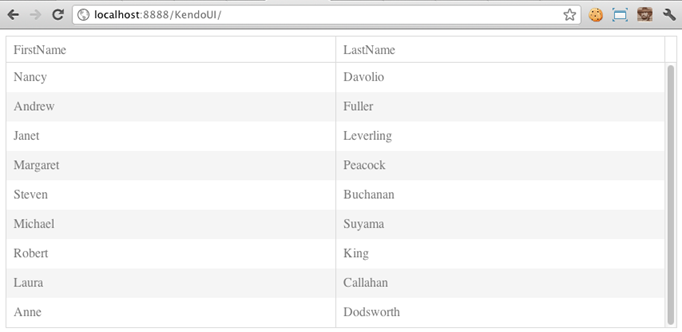 localhost:8888/KendoUI/
FirstName LastName
Nancy Davolio
Andrew Fuller
Janet Leverling
Margaret Peacock
Steven Buchanan
Michael Suyama
Robert King
Laura Callahan
Anne Dodsworth